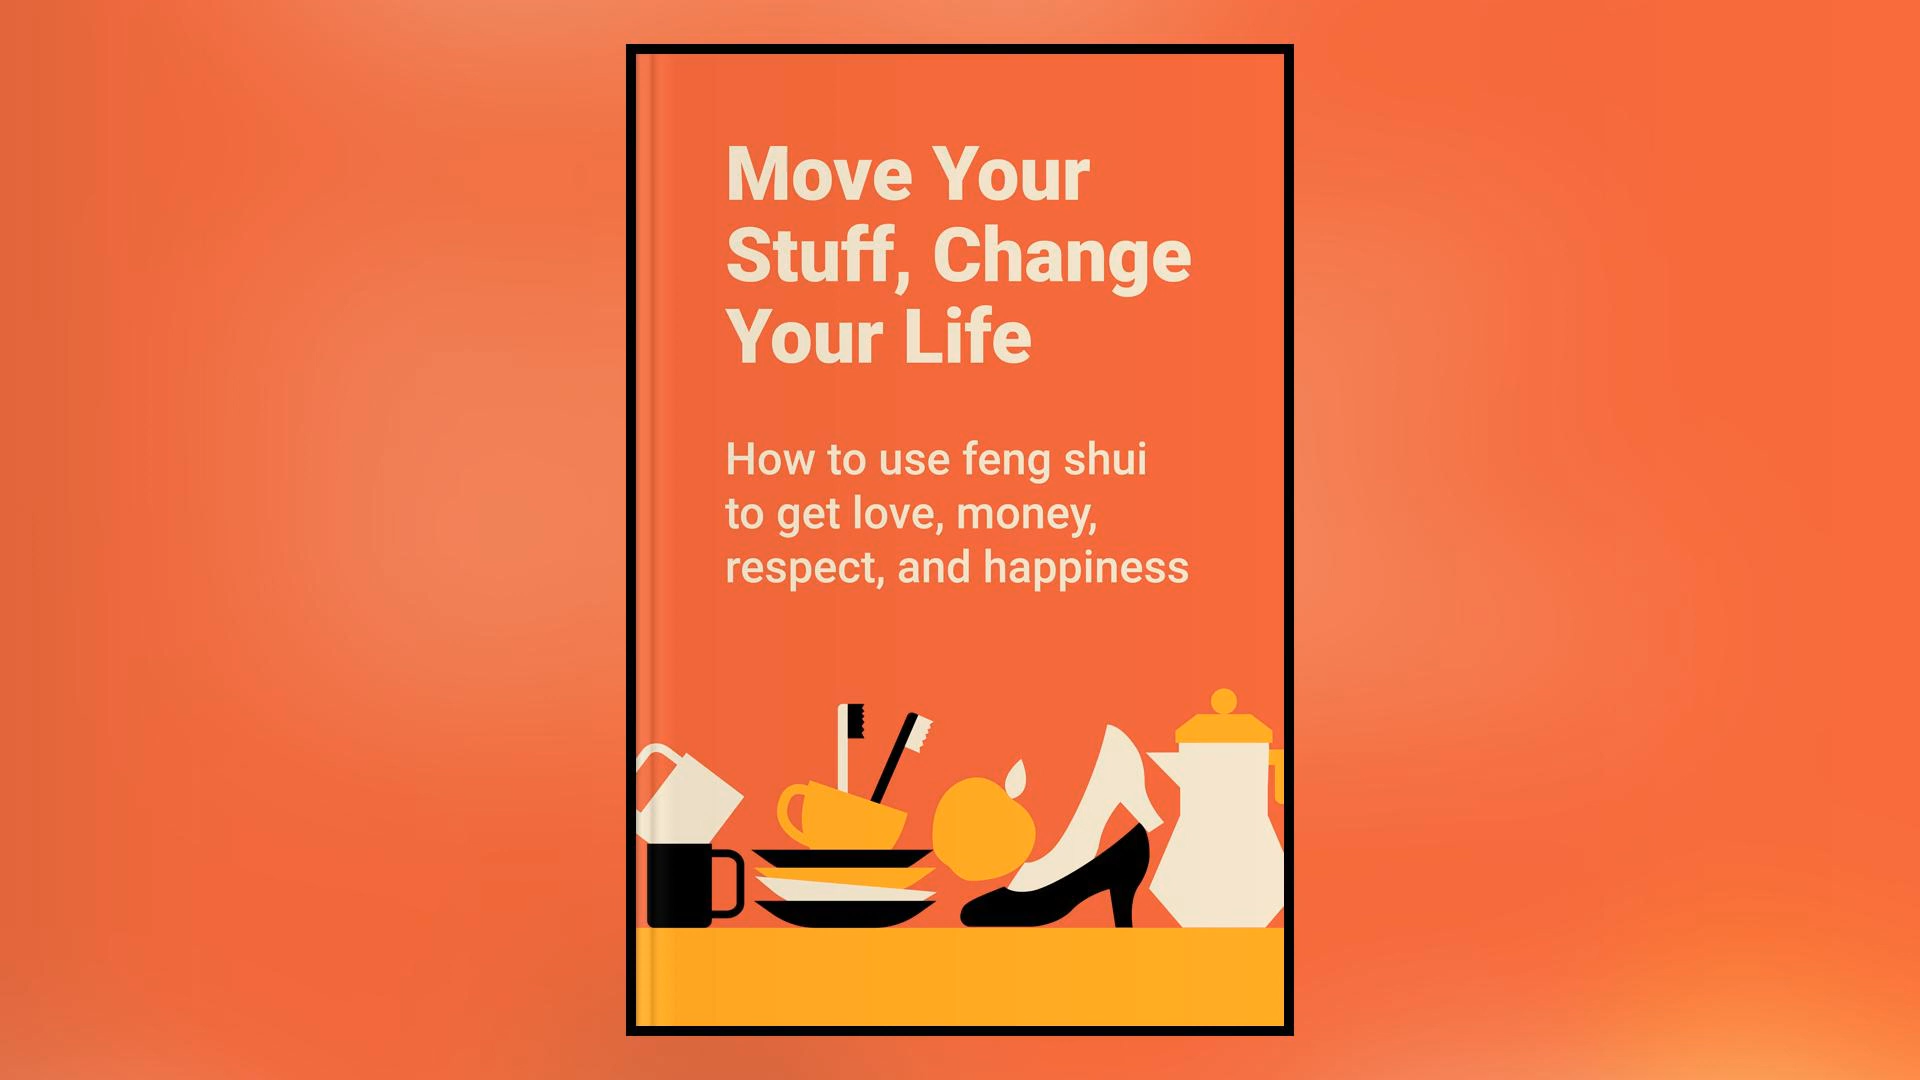 Move Your
Stuff, Change
Your Life
How to use feng shui
to get love, money,
respect, and happiness